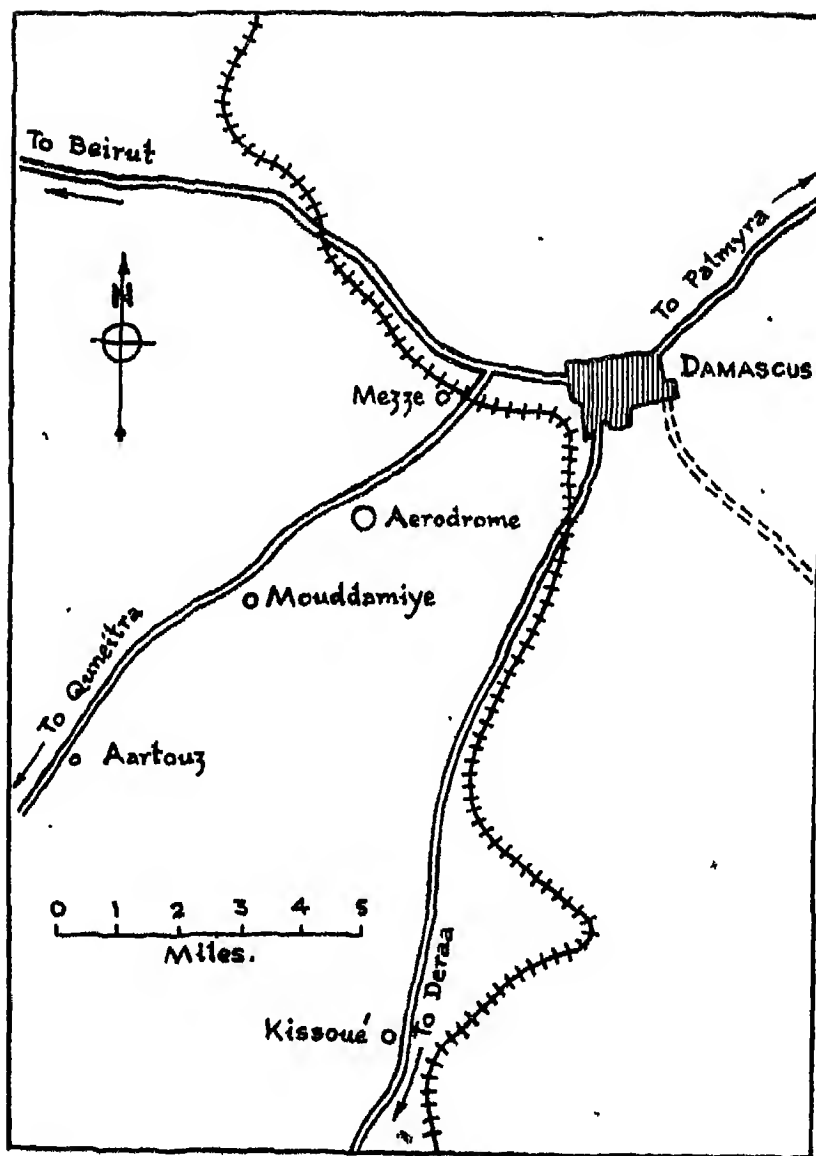 To Beirut
To Palmyra
N
DAMASCUS
Mezze
Aerodrome
Mouddamiye
To Quneitra
Aartouz
0 1 2 3 4 5
Miles.
To Deraa
Kissoué